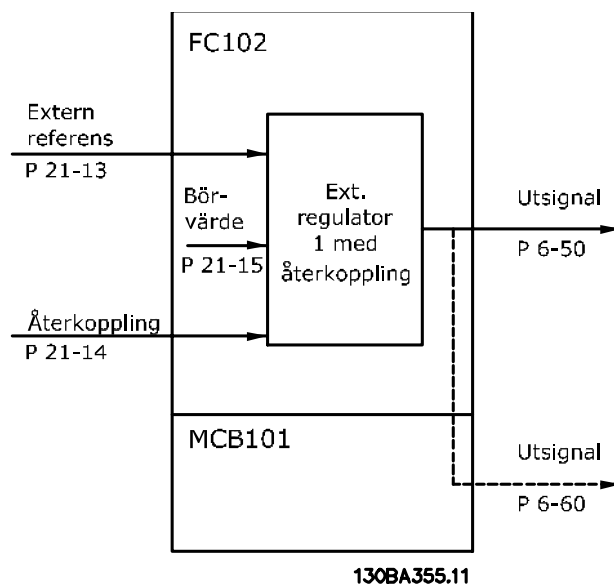 FC102
Extern
referens
P 21-13
Bör-
värde
P 21-15
Ext.
regulator
1 med
återkoppling
Utsignal
P 6-50
Återkoppling
P 21-14
MCB101
Utsignal
P 6-60
130BA355.11